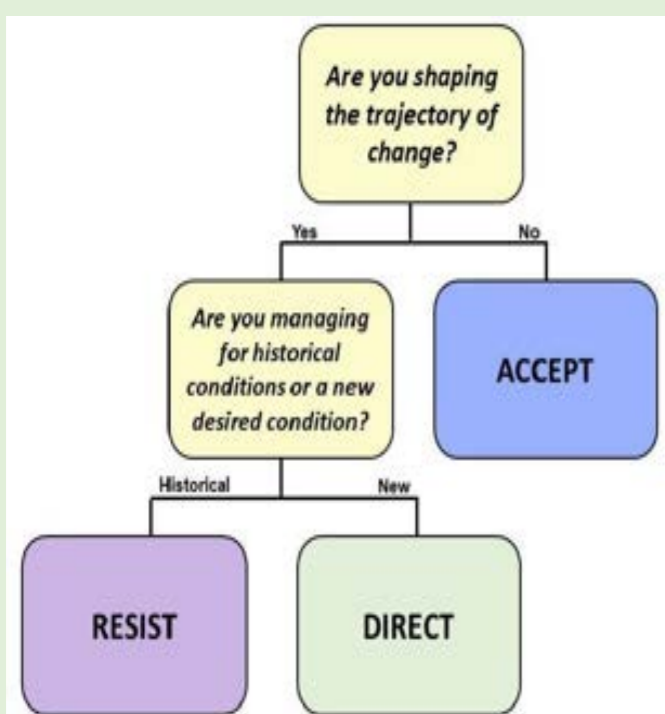 Are you shaping
the trajectory of
change?
Yes
No
Are you managing
for historical
conditions or a new
desired condition?
ACCEPT
Historical
New
RESIST
DIRECT